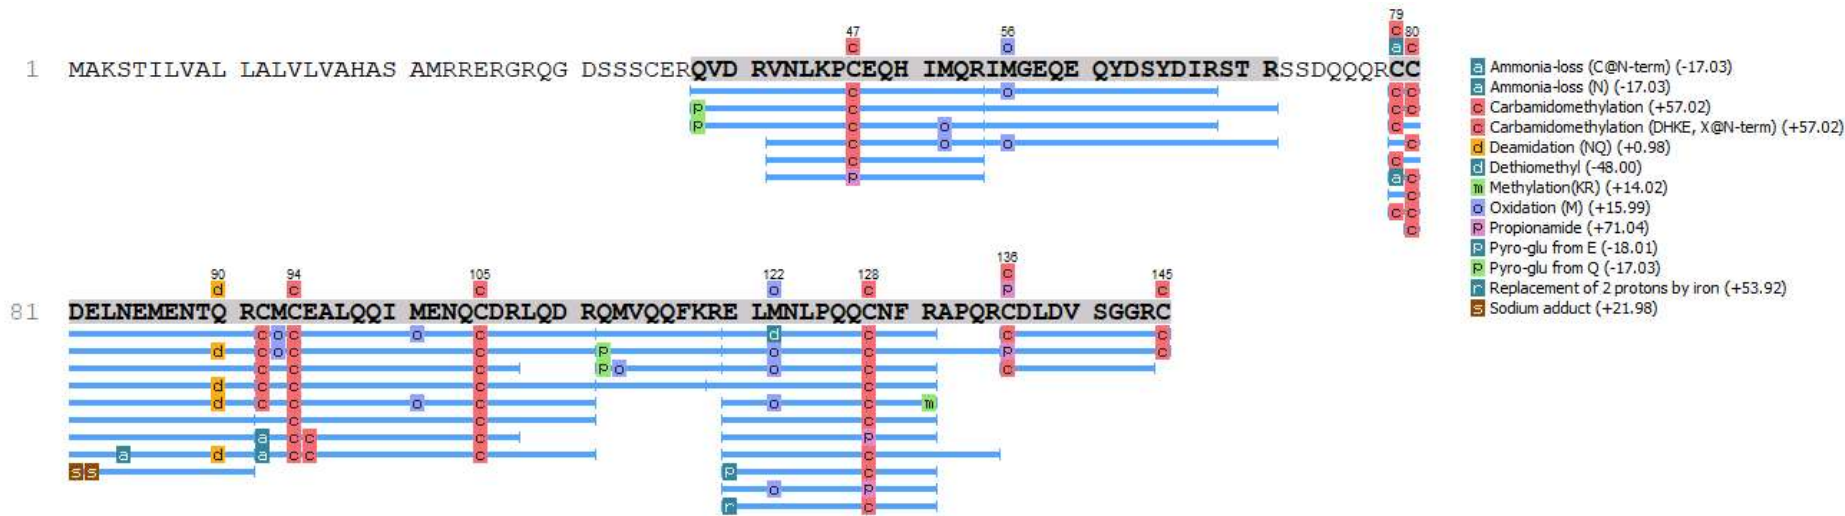 79
47 56 c 80
c o a c
1 MAKSTILVAL LALVLVAHAS AMRRERGRQG DSSSCERQVD RVNLKPCEQH IMQRIMGEQE QYDSYDIRST RSSDQQQRCC
c o c c
p c c c
p c o c
c o o c
c c
p a c
c
c c
c
a Ammonia-loss (C@N-term) (-17.03)
a Ammonia-loss (N) (-17.03)
c Carbamidomethylation (+57.02)
c Carbamidomethylation (DHKE, X@N-term) (+57.02)
d Deamidation (NQ) (+0.98)
d Dethiomethyl (-48.00)
m Methylation(KR) (+14.02)
o Oxidation (M) (+15.99)
p Propionamide (+71.04)
p Pyro-glu from E (-18.01)
p Pyro-glu from Q (-17.03)
r Replacement of 2 protons by iron (+53.92)
s Sodium adduct (+21.98)
136
90 94 105 122 128 c 145
d c c o c p c
81 DELNEMENTQ RCMCEALQQI MENQCDRLQD RQMVQQFKRE LMNLPQQCNF RAPQRCDLDV SGGRC
c o c o c d c c c
d c o c c p o c p c
c c c p o o c c
d c c c c
d c c o c o c m
c c c
a c c c p
a d a c c c c
s s p c
o p
r c